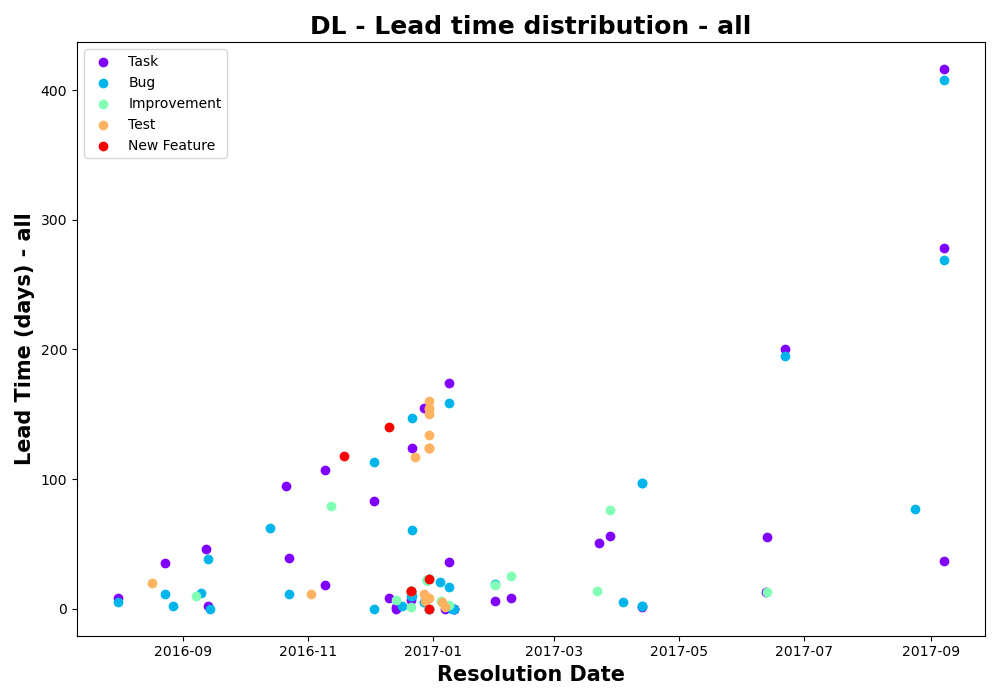 DL - Lead time distribution - all
Task
Bug
Improvement
Test
New Feature
Lead Time (days) - all
400
300
200
100
0
2016-09
2016-11
2017-01
2017-03
2017-05
2017-07
2017-09
Resolution Date